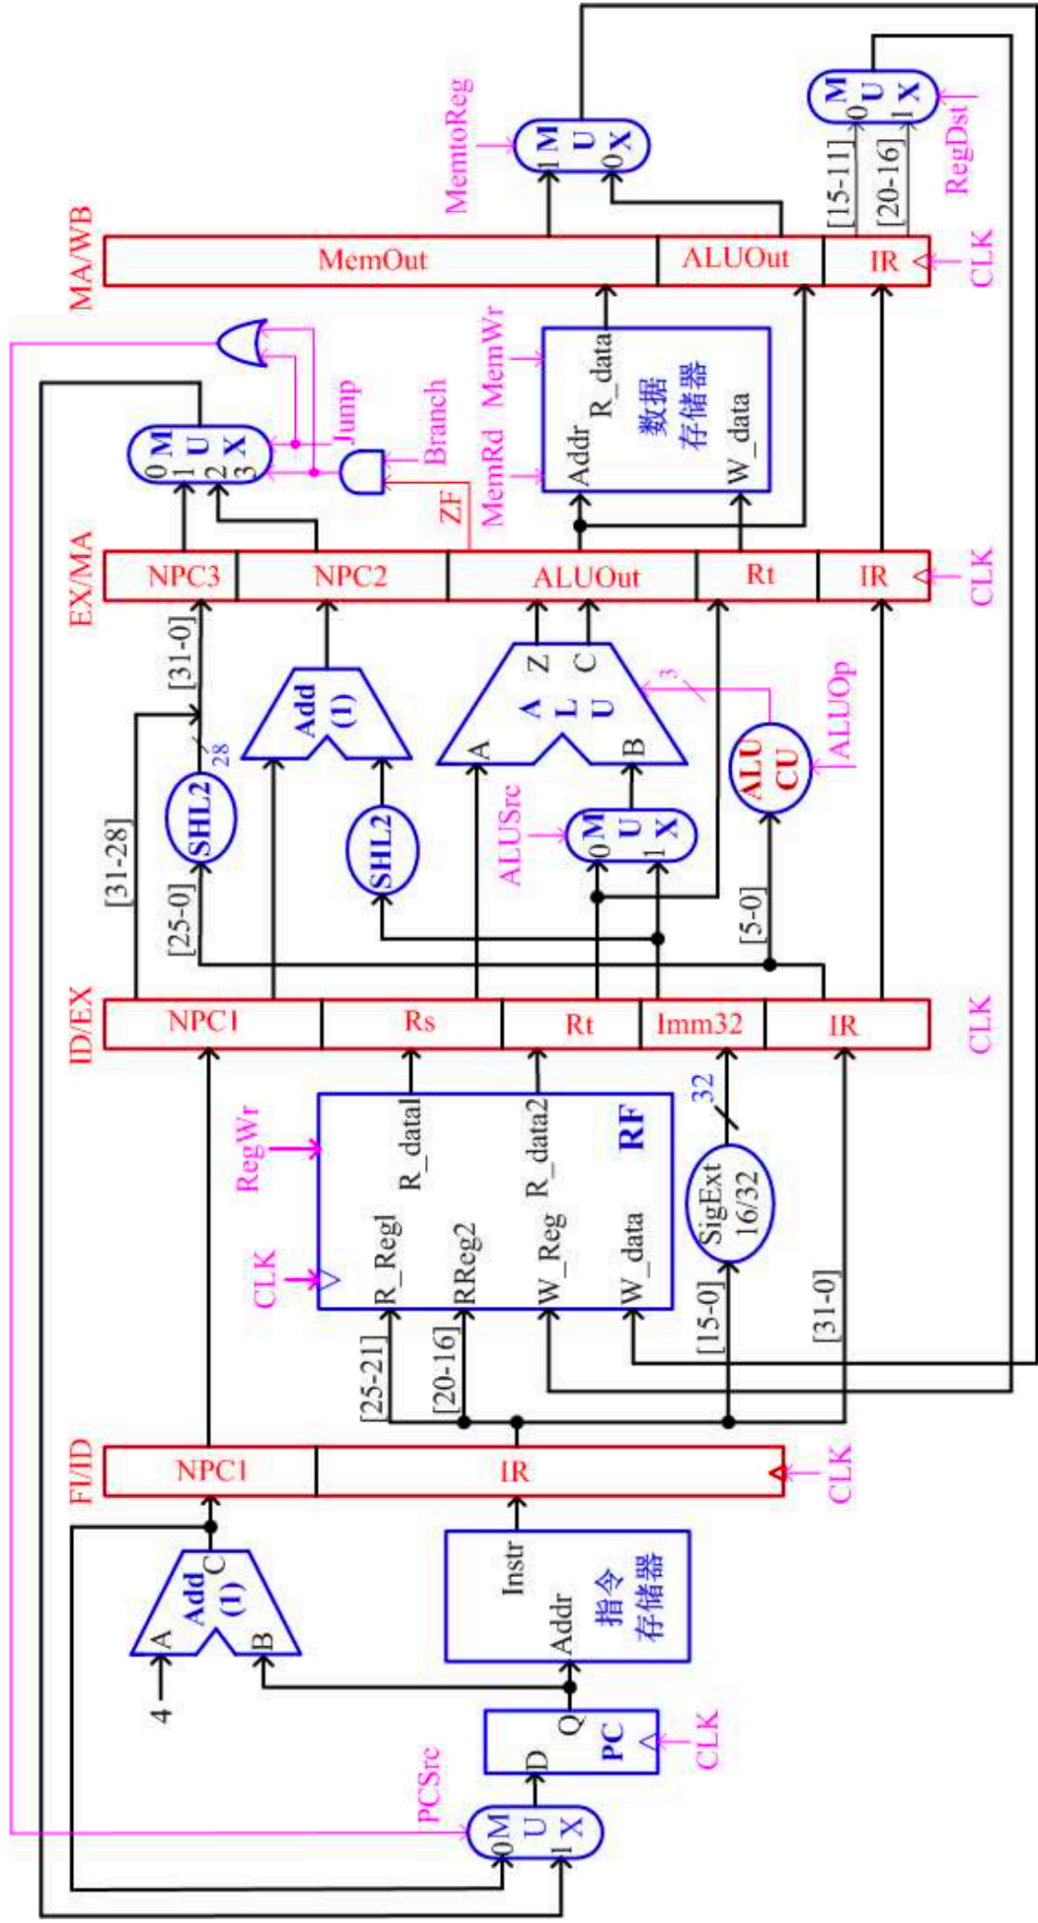 FI/ID
ID/EX
EX/MA
MA/WB
PCSrc
0
M
U
1
X
D
Q
PC
CLK
4
A
B
C
Add
(1)
Addr
Instr
指令
存储器
NPC1
IR
CLK
[25-21]
[20-16]
[15-0]
[31-0]
CLK
RegWr
R_Reg1
RReg2
W_Reg
W_data
R_data1
R_data2
RF
SigExt
16/32
32
NPC1
Rs
Rt
Imm32
IR
CLK
[31-28]
[25-0]
SHL2
28
[31-0]
SHL2
Add
(1)
ALUSrc
0
M
U
1
X
A
B
A
L
U
Z
C
3
[5-0]
ALU
CU
ALUOp
NPC3
NPC2
ALUOut
Rt
IR
CLK
0
1
2
3
M
U
X
Jump
Branch
ZF
MemRd
MemWr
Addr
R_data
W_data
数据
存储器
MemOut
ALUOut
IR
CLK
MemtoReg
1
M
U
0
X
[15-11]
[20-16]
0
M
U
1
X
RegDst